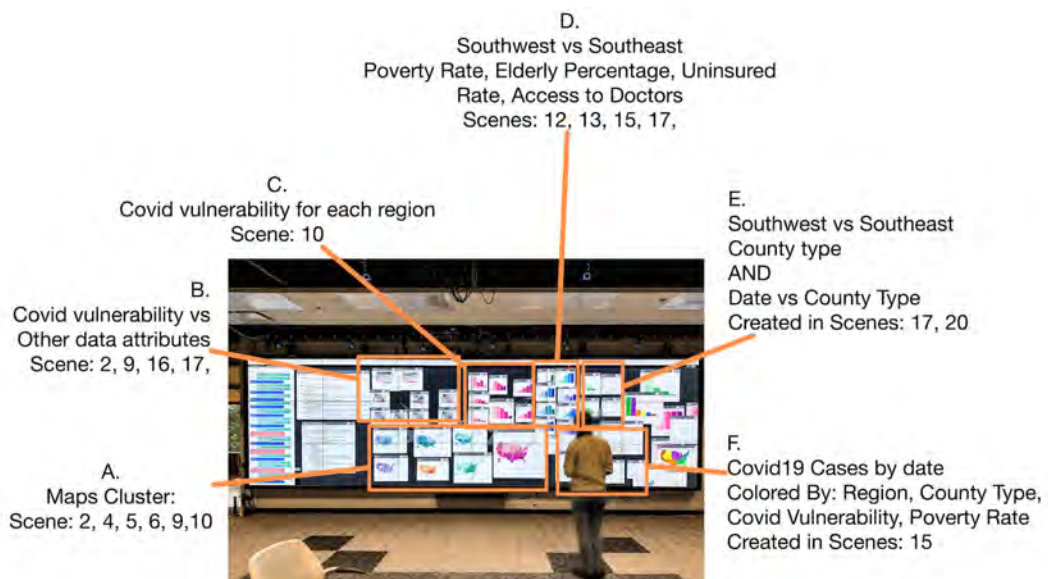 D.
Southwest vs Southeast
Poverty Rate, Elderly Percentage, Uninsured
Rate, Access to Doctors
Scenes: 12, 13, 15, 17,
C.
Covid vulnerability for each region
Scene: 10
E.
Southwest vs Southeast
County type
AND
Date vs County Type
Created in Scenes: 17, 20
B.
Covid vulnerability vs
Other data attributes
Scene: 2, 9, 16, 17,
A.
Maps Cluster:
Scene: 2, 4, 5, 6, 9,10
F.
Covid19 Cases by date
Colored By: Region, County Type,
Covid Vulnerability, Poverty Rate
Created in Scenes: 15